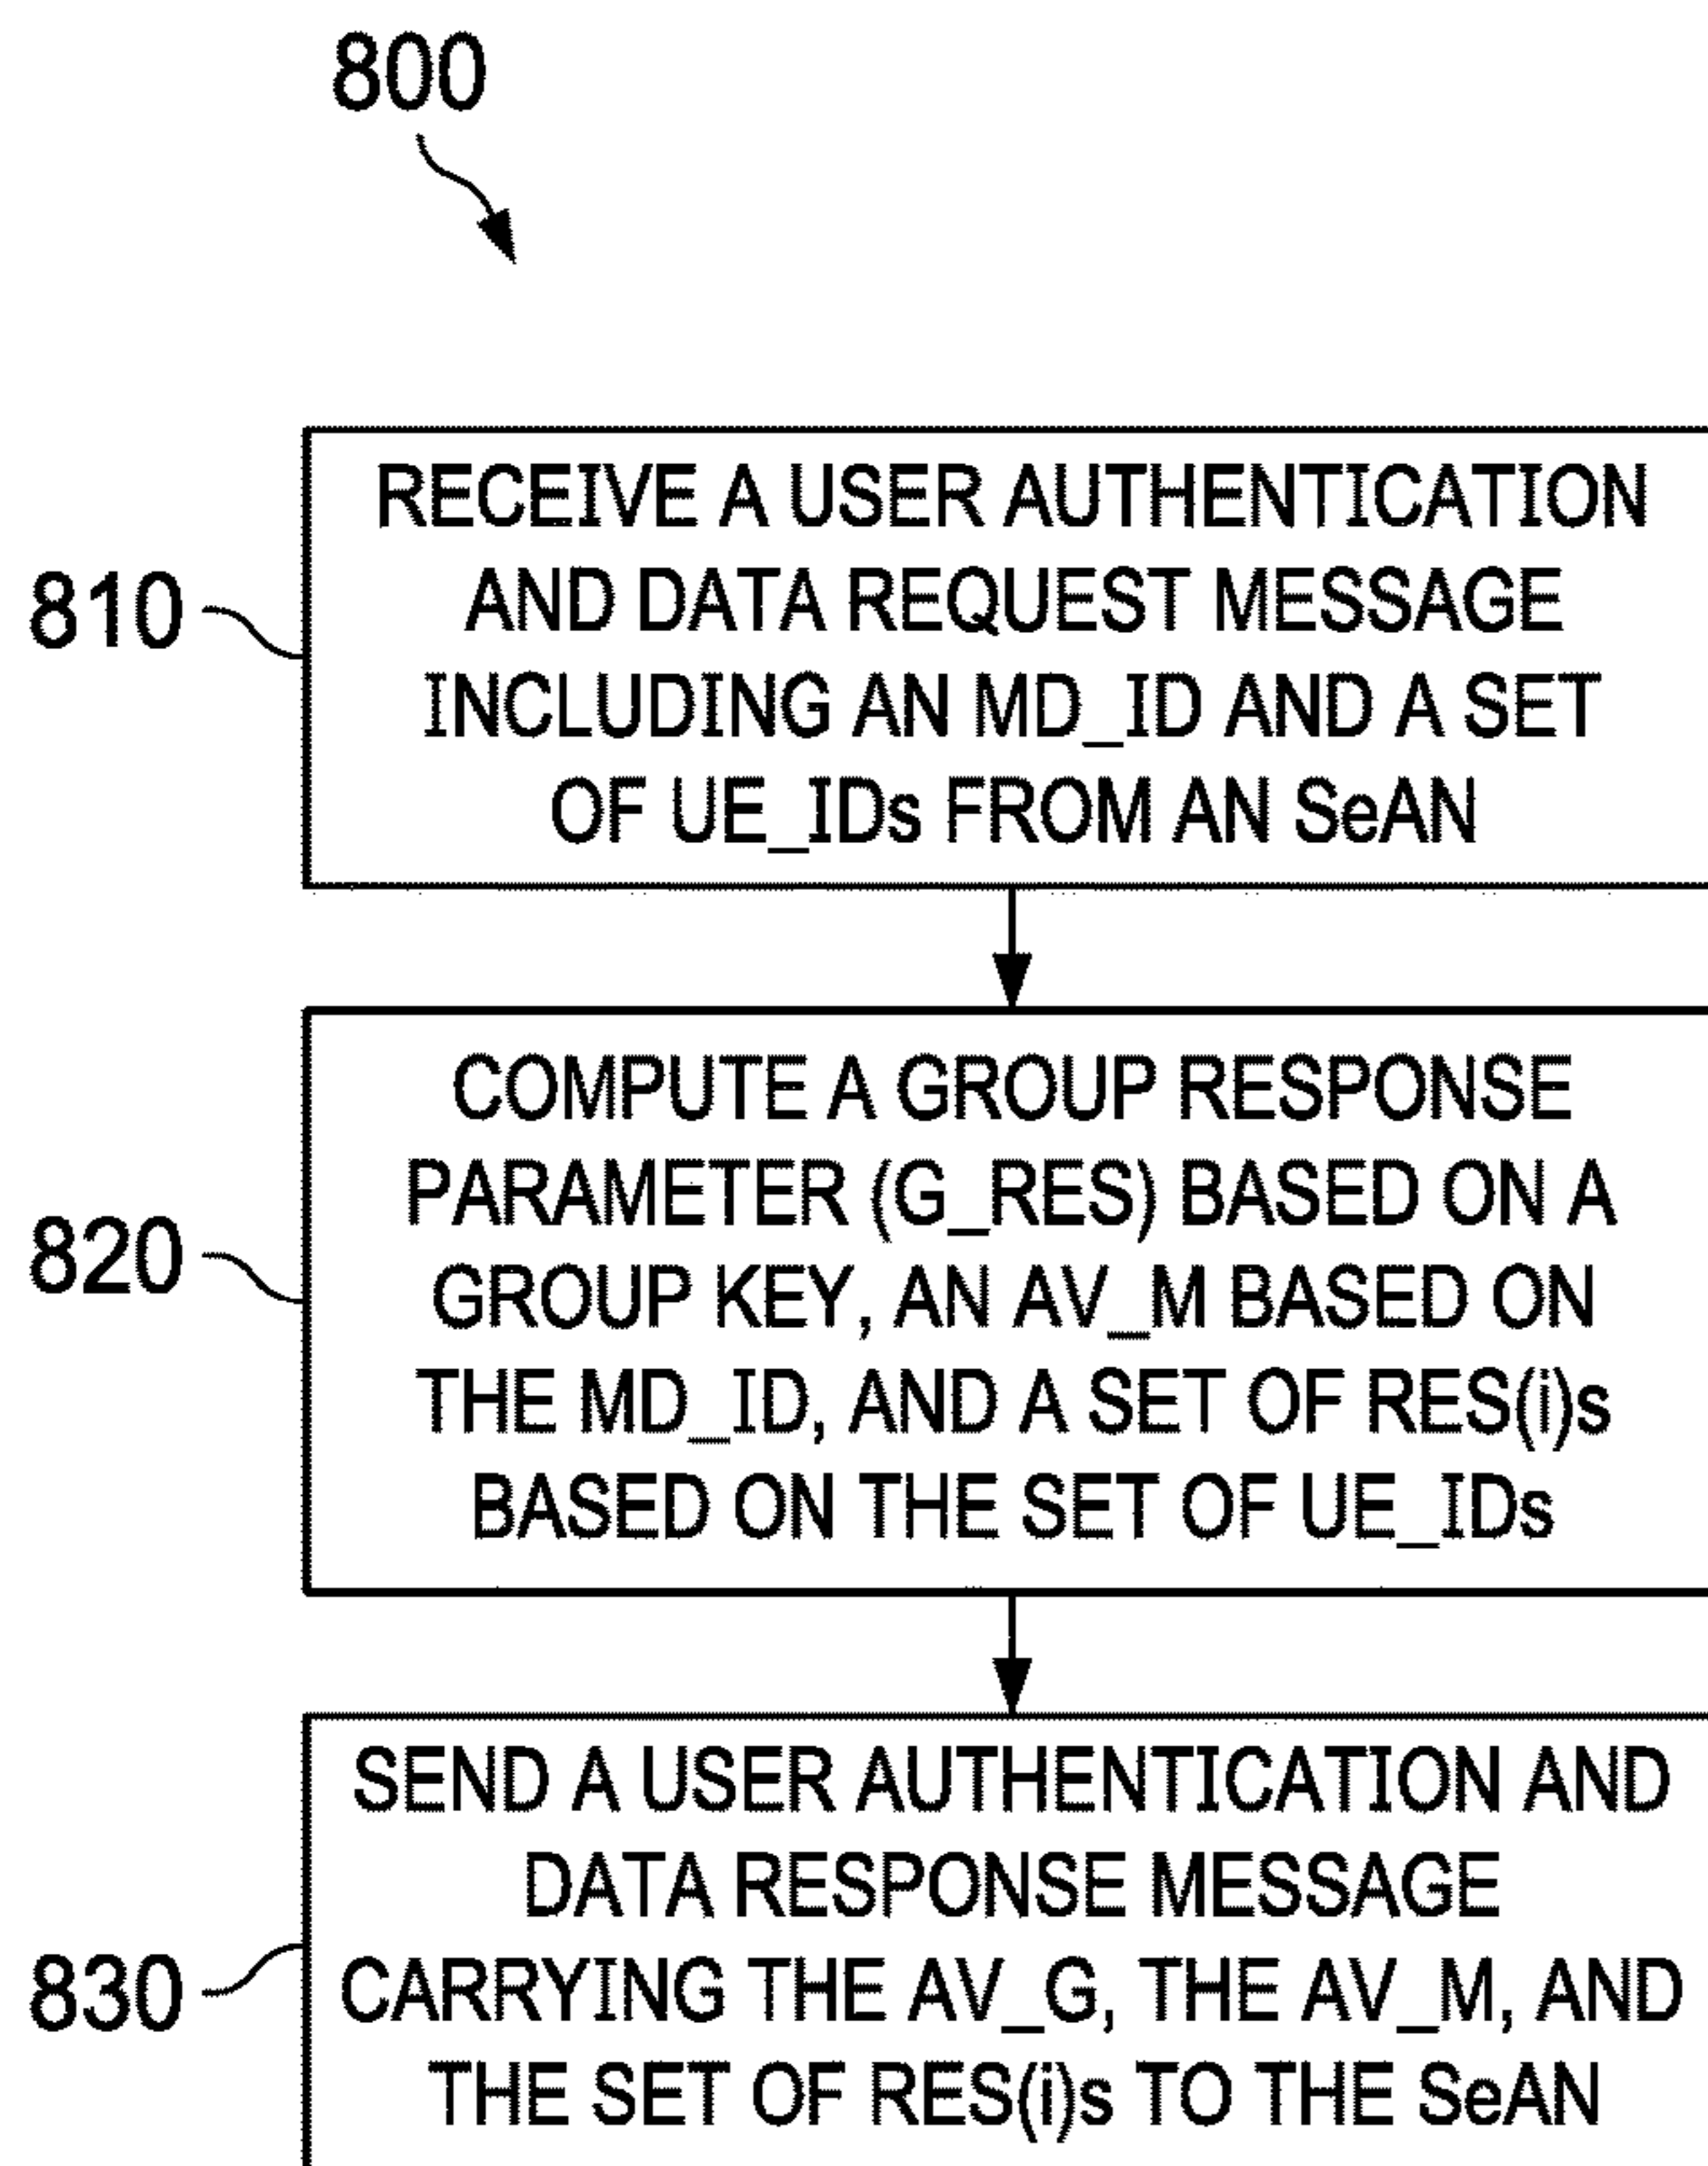 800
810
RECEIVE A USER AUTHENTICATION
AND DATA REQUEST MESSAGE
INCLUDING AN MD_ID AND A SET
OF UE_IDs FROM AN SeAN
820
COMPUTE A GROUP RESPONSE
PARAMETER (G_RES) BASED ON A
GROUP KEY, AN AV_M BASED ON
THE MD_ID, AND A SET OF RES(i)s
BASED ON THE SET OF UE_IDs
830
SEND A USER AUTHENTICATION AND
DATA RESPONSE MESSAGE
CARRYING THE AV_G, THE AV_M, AND
THE SET OF RES(i)s TO THE SeAN